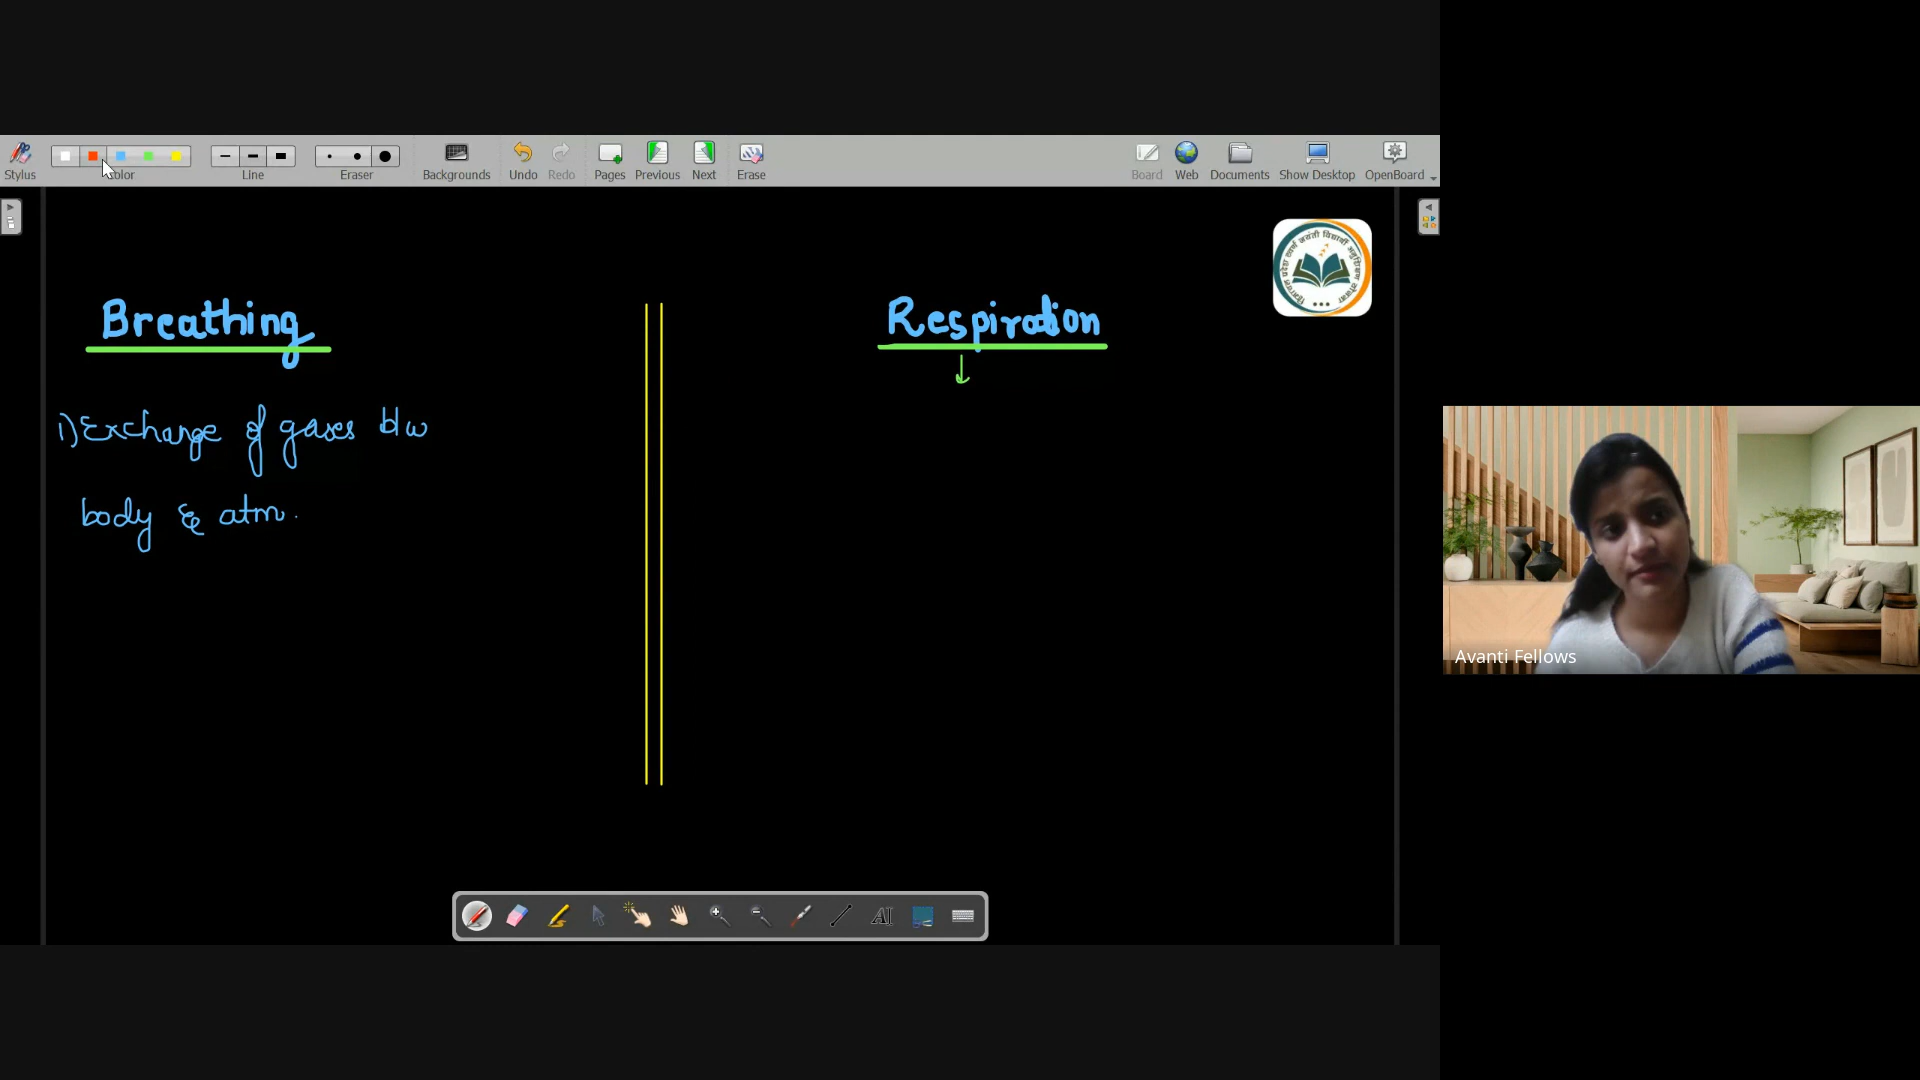 Stylus
Color
Line
Eraser
Backgrounds
Undo
Redo
Pages
Previous
Next
Erase
Board
Web
Documents
Show Desktop
OpenBoard
Breathing
Respiration
1) Exchange of gases b/w
body & atm.
Avanti Fellows